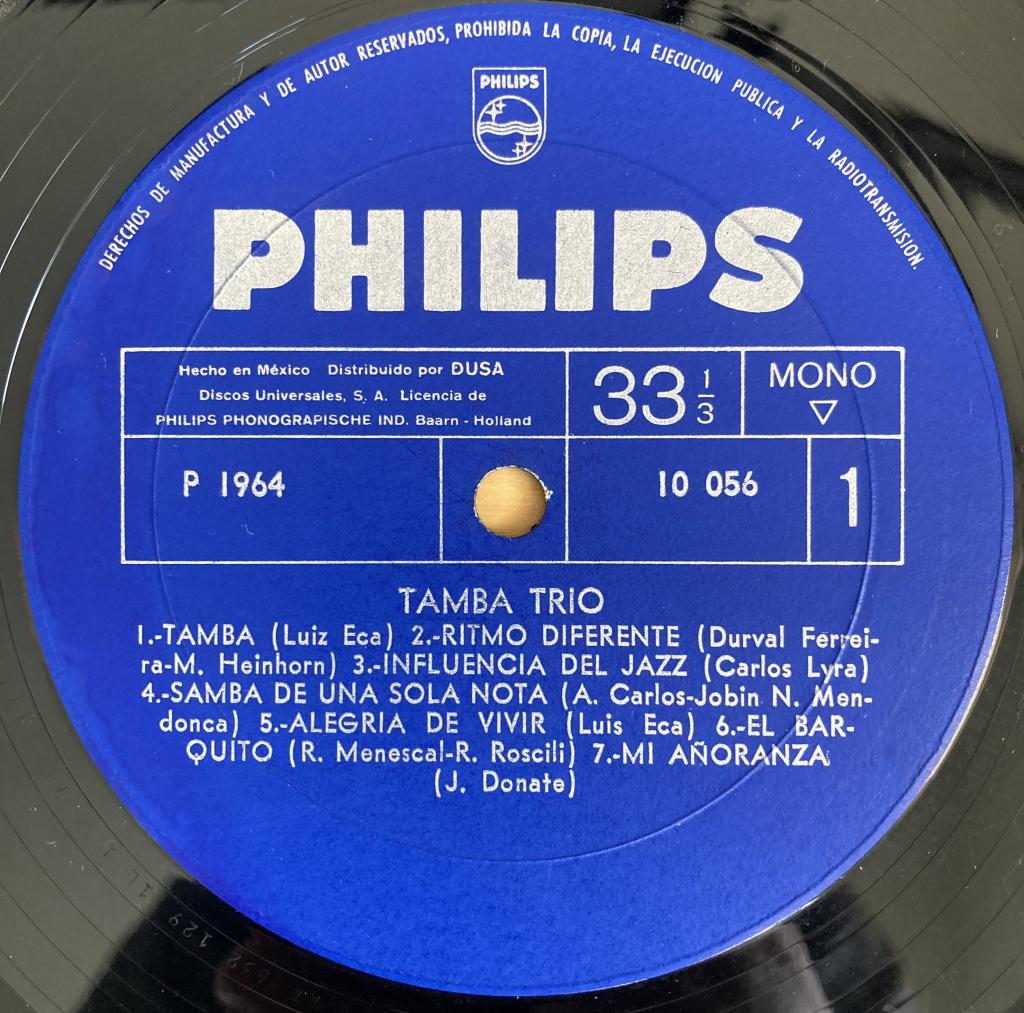 DERECHOS DE MANUFACTURA Y DE AUTOR RESERVADOS, PROHIBIDA LA COPIA, LA EJECUCION PUBLICA Y LA RADIOTRANSMISION.
PHILIPS
PHILIPS
Hecho en México Distribuido por DUSA
Discos Universales, S. A. Licencia de
PHILIPS PHONOGRAPISCHE IND. Baarn - Holland
33 1/3
MONO
▽
P 1964
10 056
1
TAMBA TRIO
1.-TAMBA (Luiz Eca) 2.-RITMO DIFERENTE (Durval Ferrei-
ra-M. Heinhorn) 3.-INFLUENCIA DEL JAZZ (Carlos Lyra)
4.-SAMBA DE UNA SOLA NOTA (A. Carlos-Jobin N. Men-
donca) 5.-ALEGRIA DE VIVIR (Luis Eca) 6.-EL BAR-
QUITO (R. Menescal-R. Roscili) 7.-MI AÑORANZA
(J. Donate)